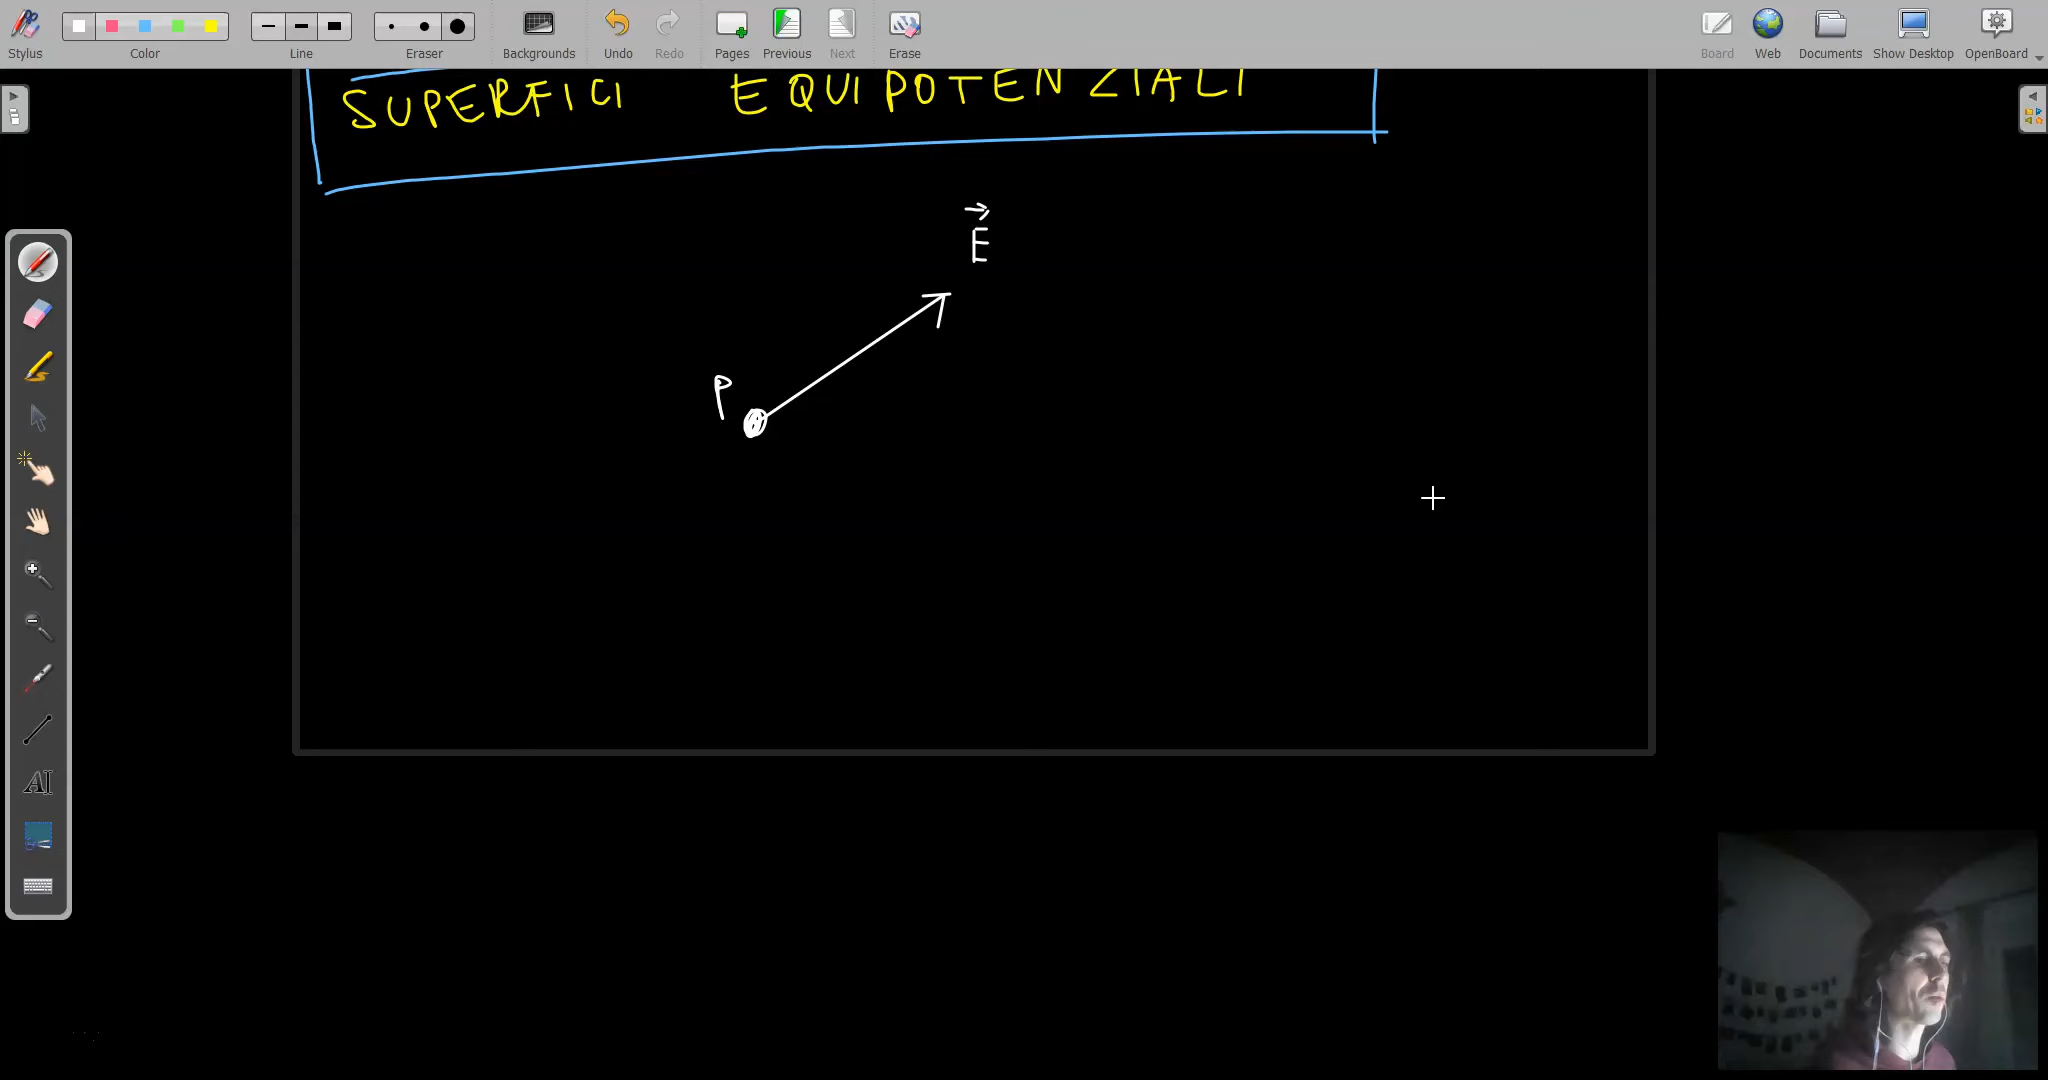 Stylus Color Line Eraser Backgrounds Undo Redo Pages Previous Next Erase Board Web Documents Show Desktop OpenBoard
SUPERFICI EQUIPOTENZIALI
E
P
AI